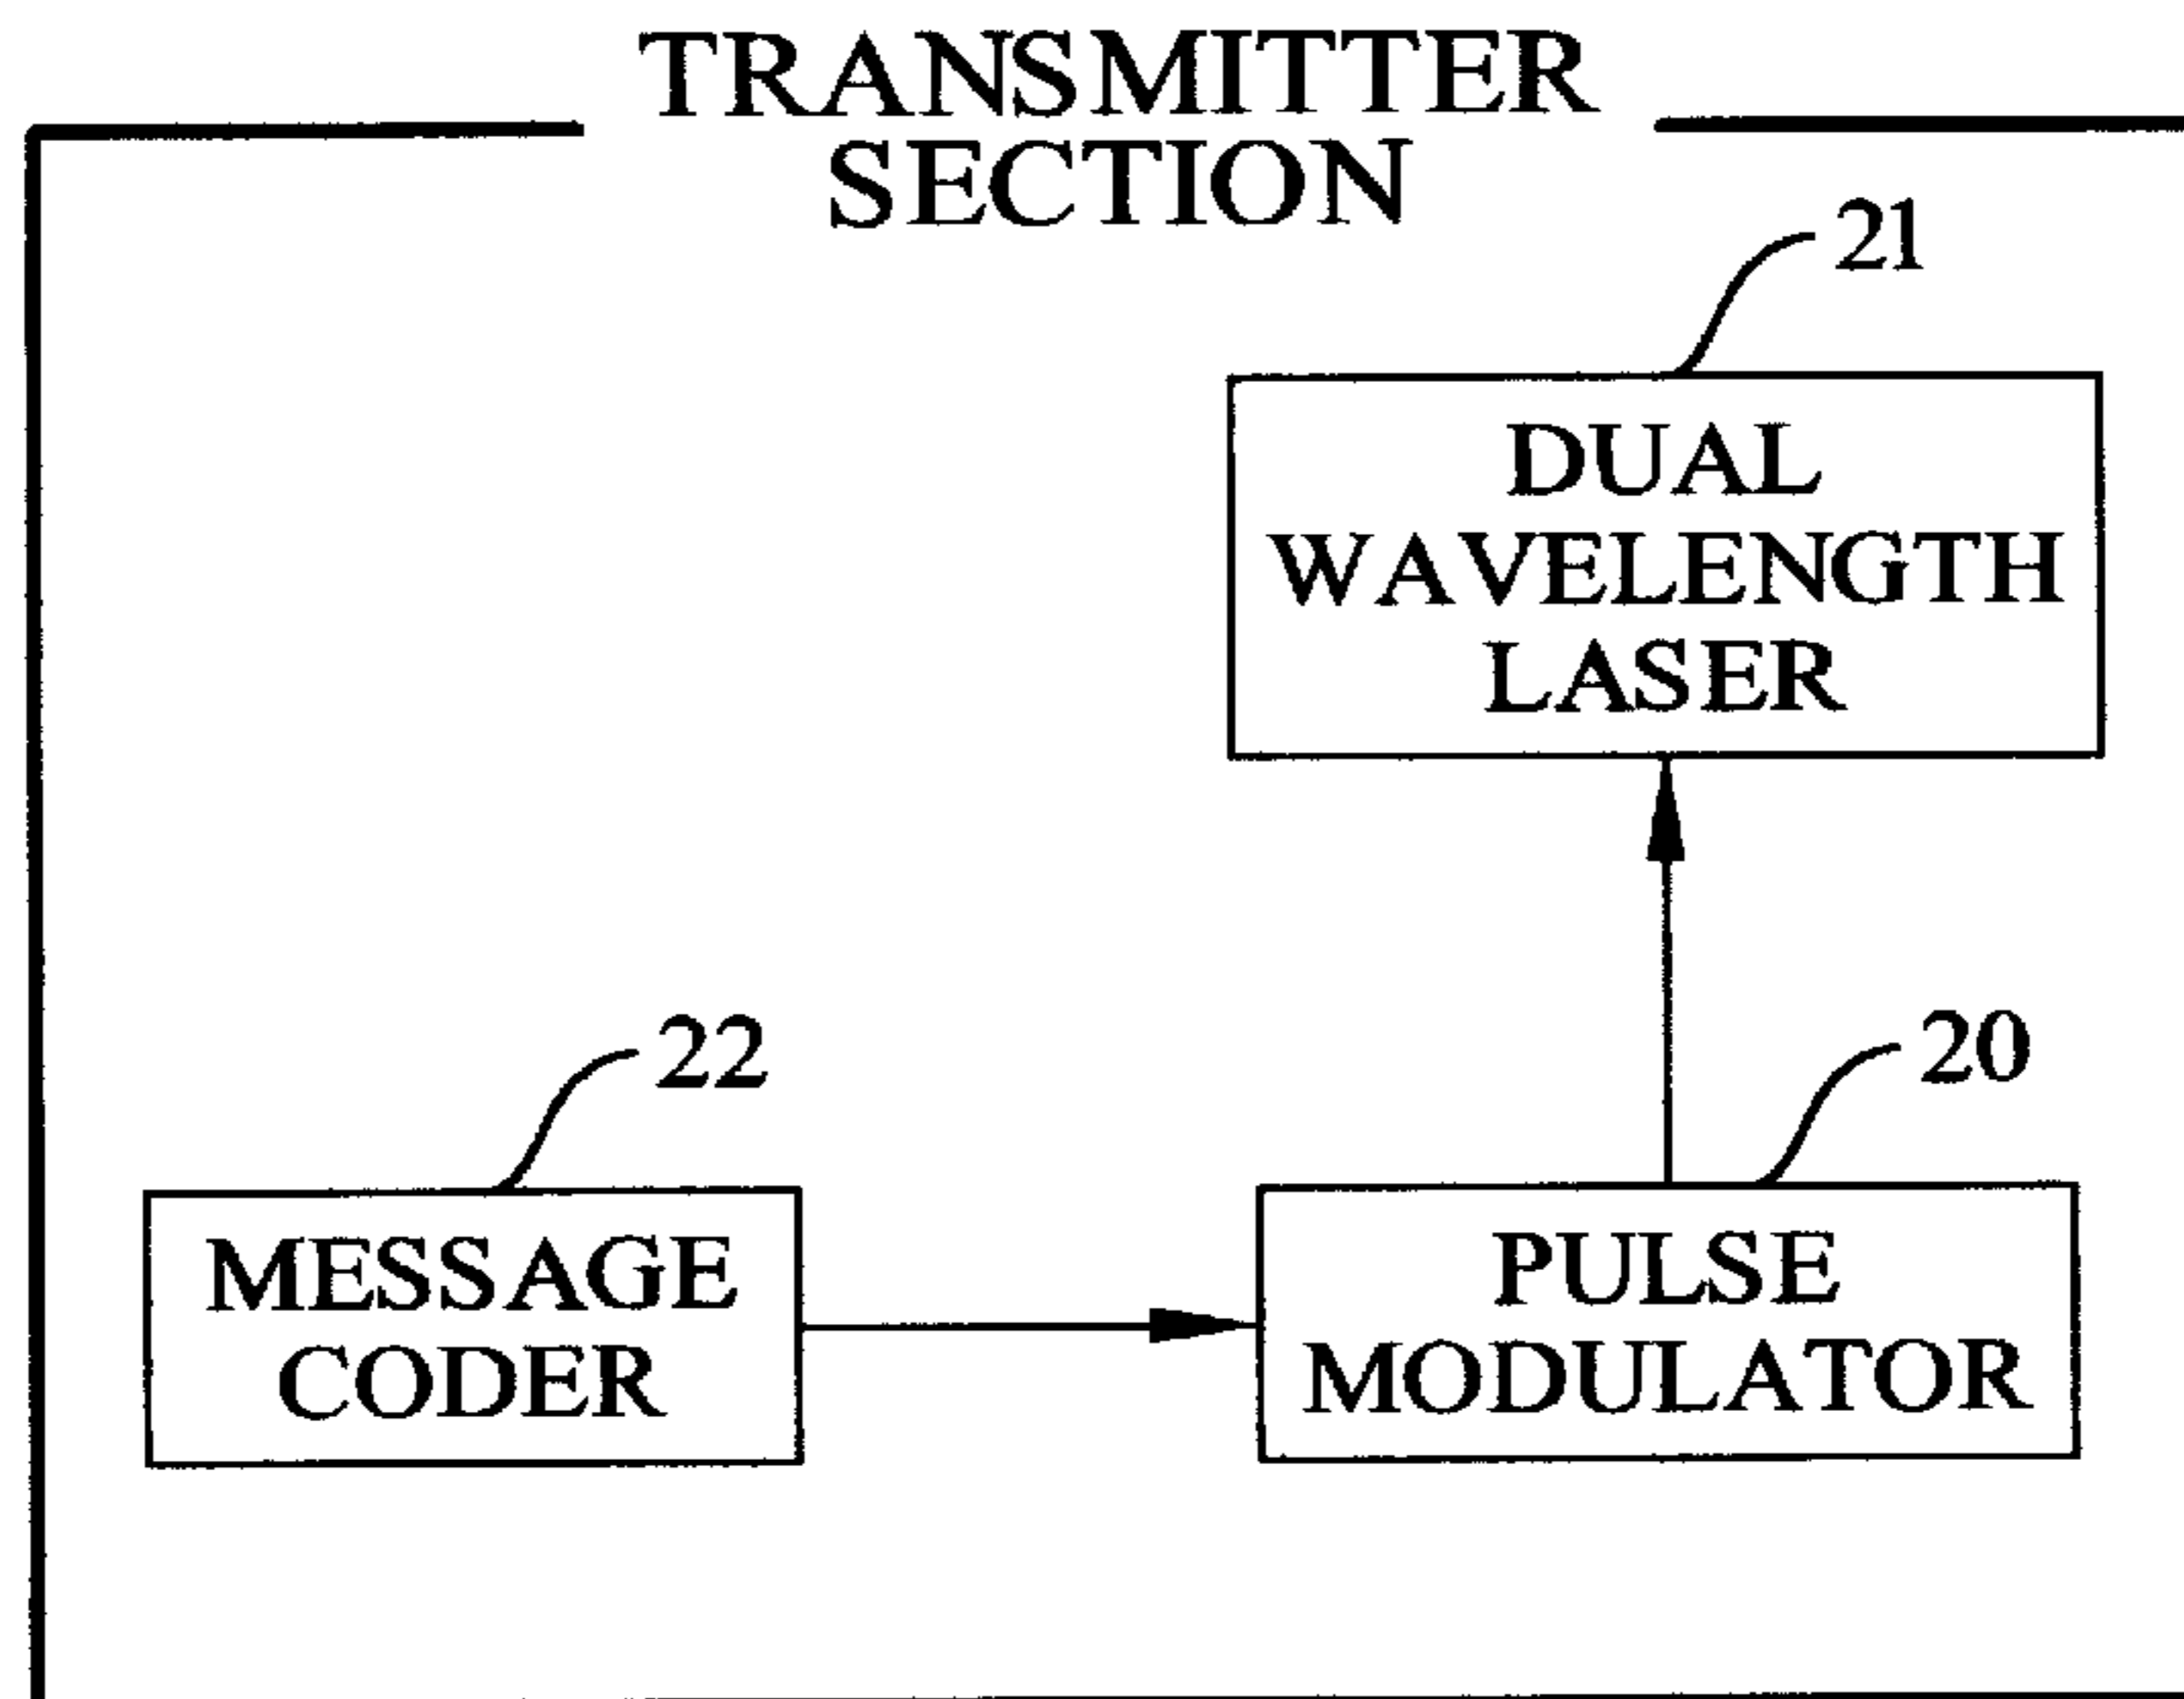 TRANSMITTER
SECTION
21
DUAL
WAVELENGTH
LASER
22
20
MESSAGE
CODER
PULSE
MODULATOR